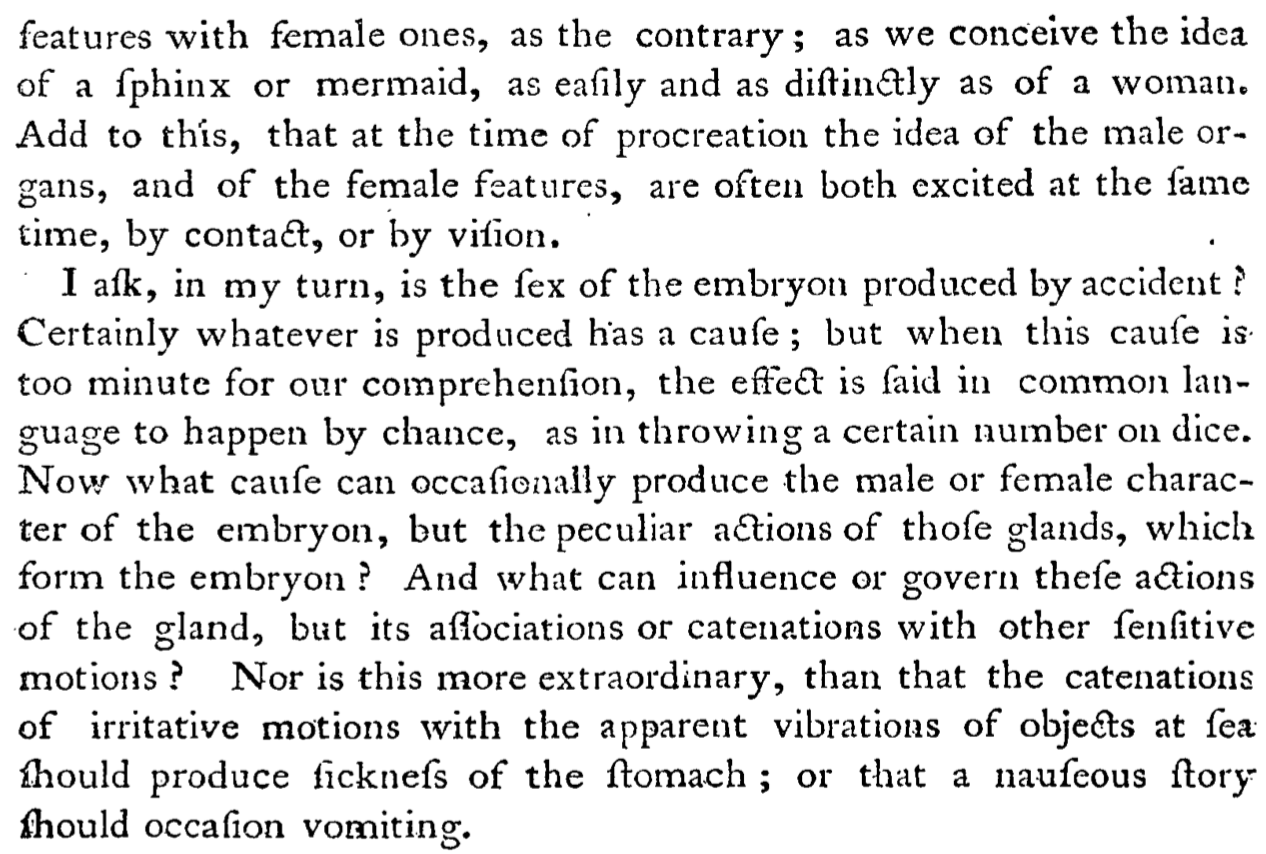 features with female ones, as the contrary; as we conceive the idea
of a ſphinx or mermaid, as eaſily and as diſtinctly as of a woman.
Add to this, that at the time of procreation the idea of the male or-
gans, and of the female features, are often both excited at the ſame
time, by contact, or by viſion.
I aſk, in my turn, is the ſex of the embryon produced by accident?
Certainly whatever is produced has a cauſe; but when this cauſe is
too minute for our comprehenſion, the effect is ſaid in common lan-
guage to happen by chance, as in throwing a certain number on dice.
Now what cauſe can occaſionally produce the male or female charac-
ter of the embryon, but the peculiar actions of thoſe glands, which
form the embryon? And what can influence or govern theſe actions
of the gland, but its aſſociations or catenations with other ſenſitive
motions? Nor is this more extraordinary, than that the catenations
of irritative motions with the apparent vibrations of objects at ſea
ſhould produce ſickneſs of the ſtomach; or that a nauſeous ſtory
ſhould occaſion vomiting.